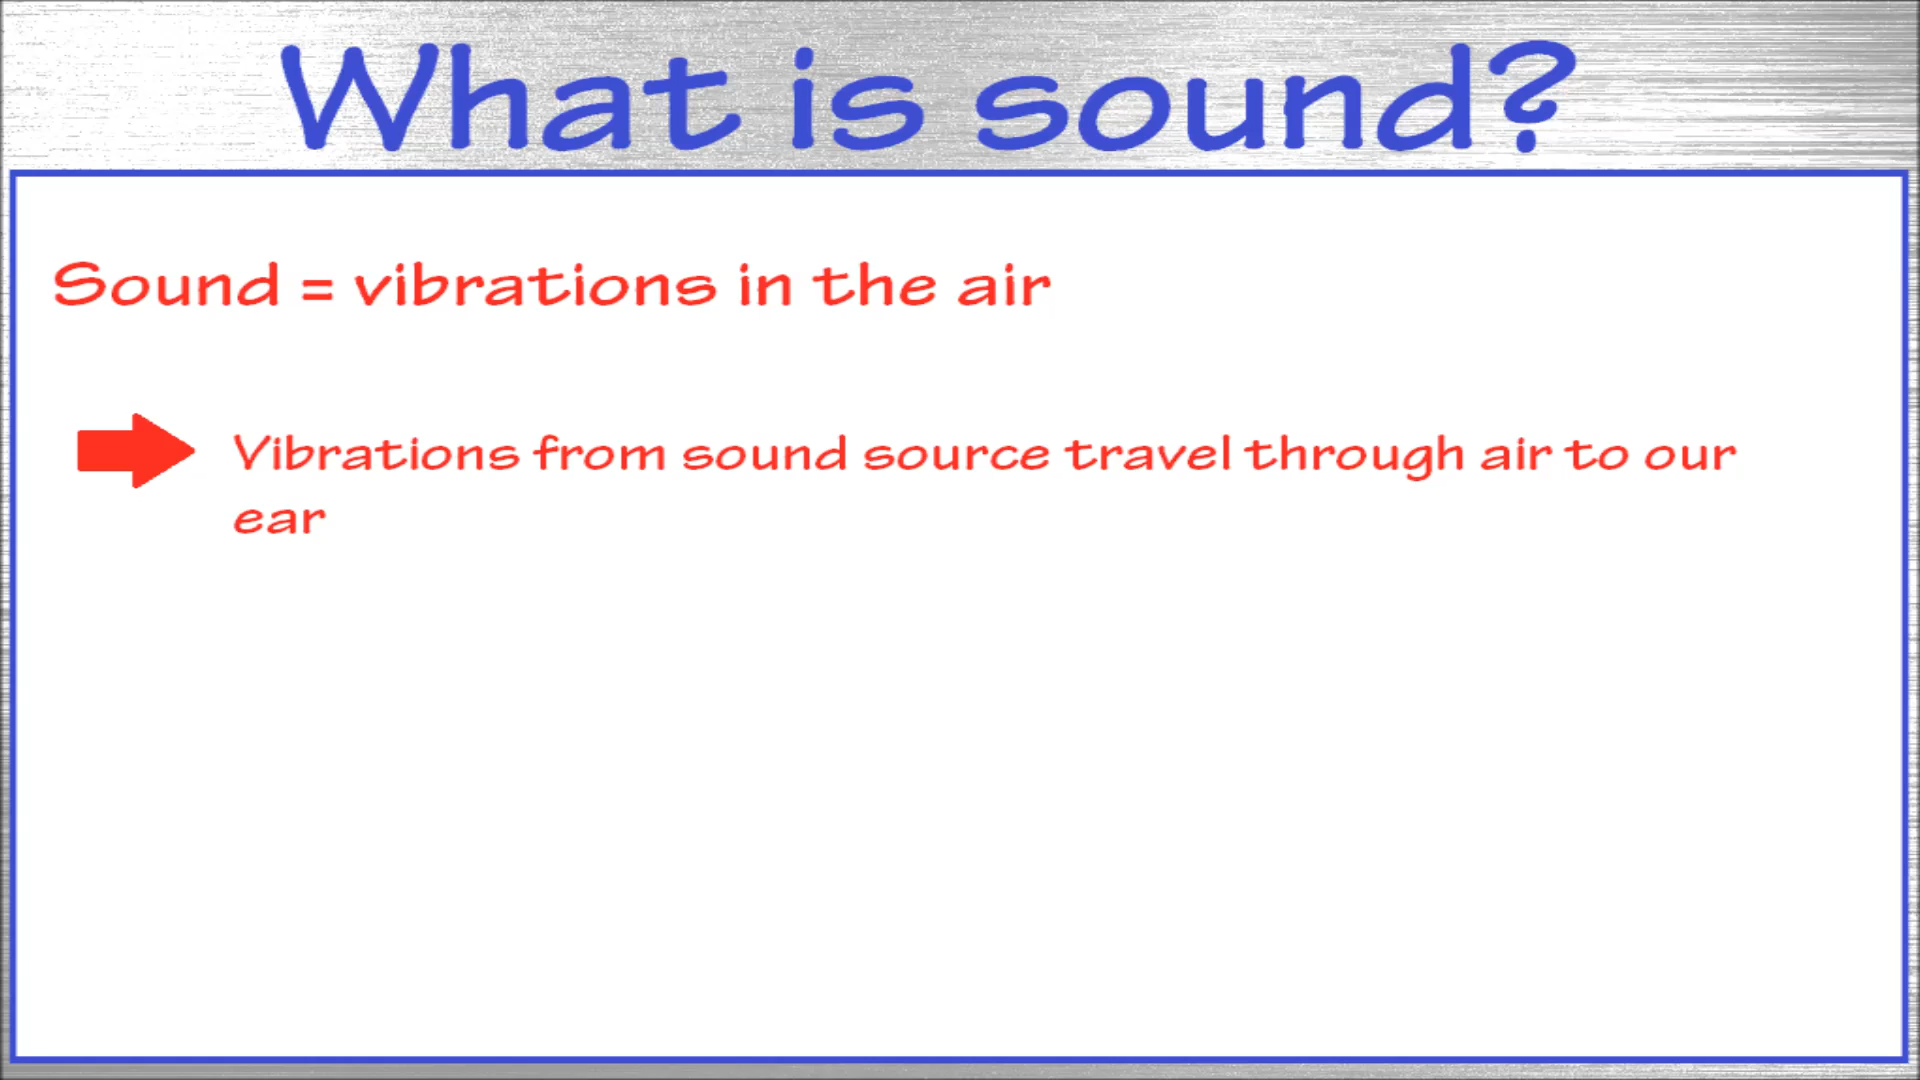 What is sound?
Sound = vibrations in the air
Vibrations from sound source travel through air to our
ear